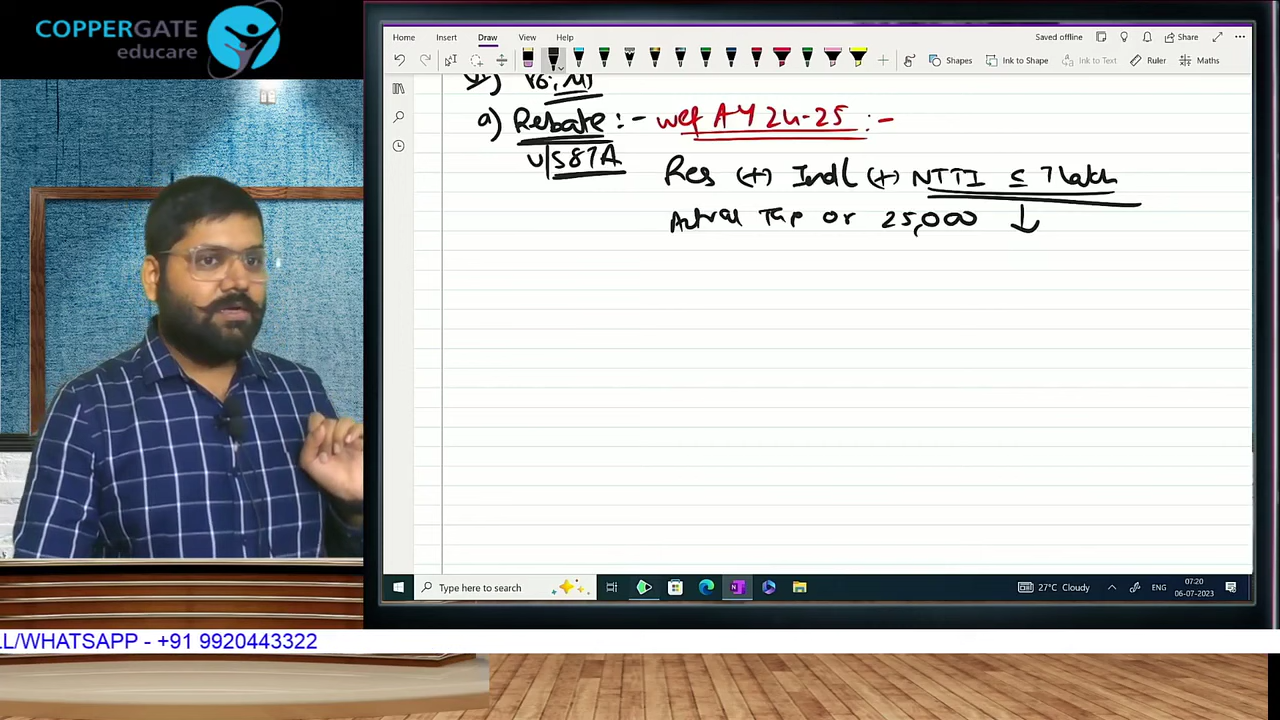 COPPERGATE
educare
Home Insert Draw View Help
Saved offline Share
Shapes Ink to Shape Ink to Text Ruler Maths
a) Rebate :- wef AY 24-25 :-
u/s 87A
Res (+) Indl (+) NTTI ≤ 7 lakh
Actual Tax or 25,000 ↓
Type here to search
27°C Cloudy ENG 07:20
06-07-2023
LL/WHATSAPP - +91 9920443322